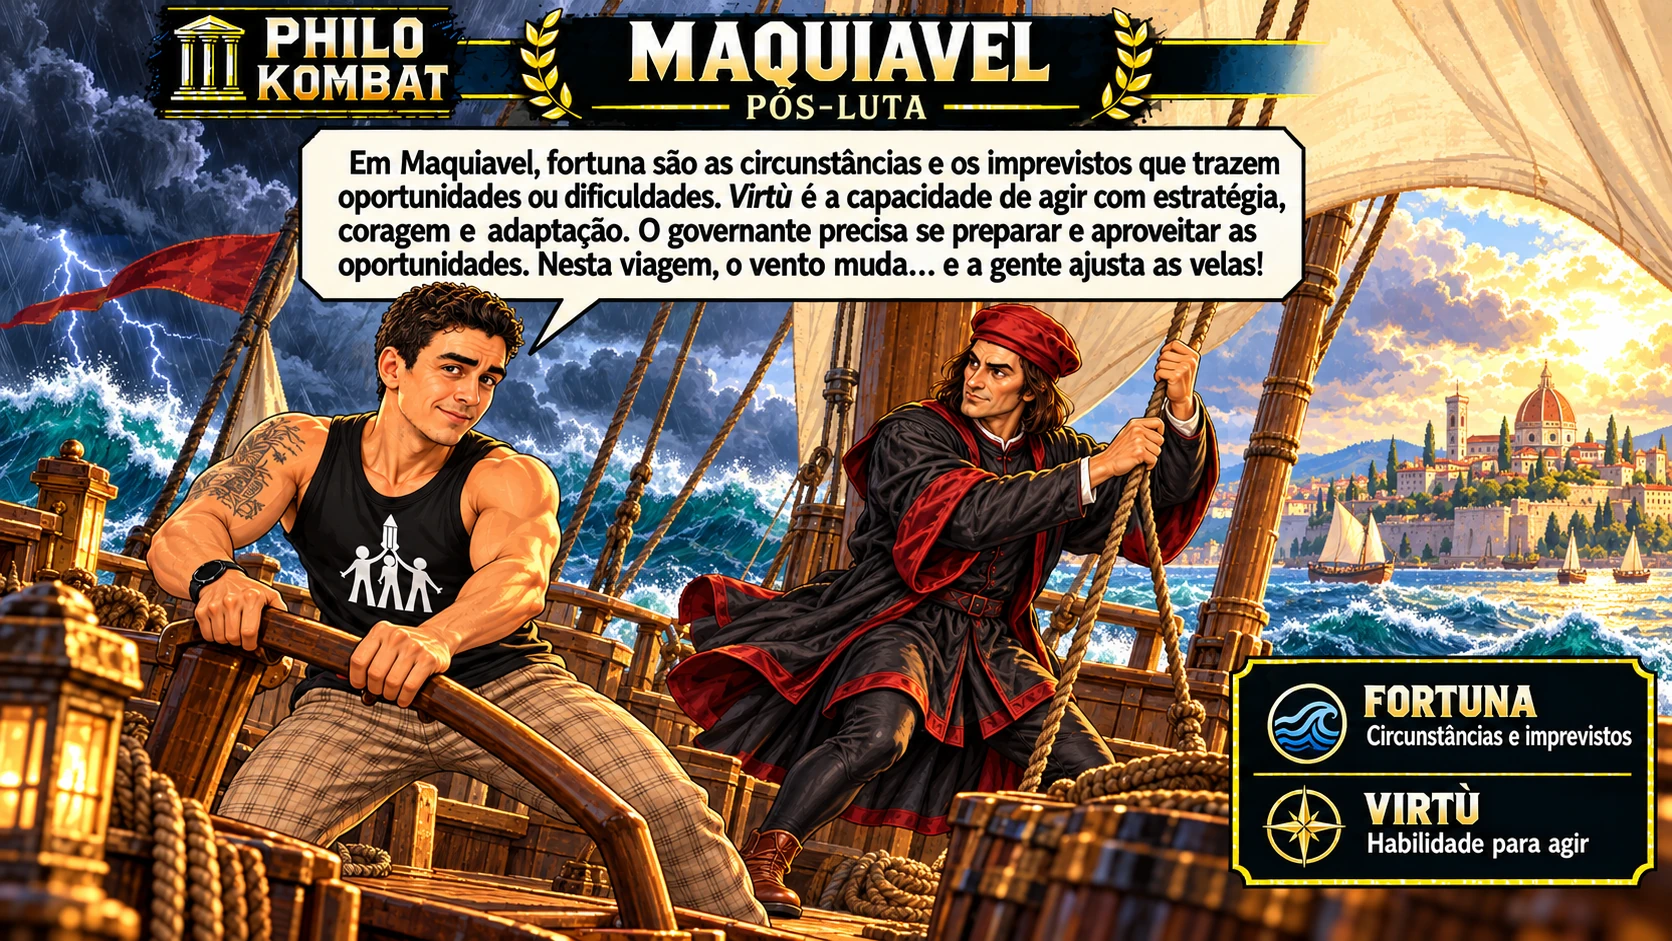 PHILO
KOMBAT
MAQUIAVEL
PÓS-LUTA
Em Maquiavel, fortuna são as circunstâncias e os imprevistos que trazem
oportunidades ou dificuldades. Virtù é a capacidade de agir com estratégia,
coragem e adaptação. O governante precisa se preparar e aproveitar as
oportunidades. Nesta viagem, o vento muda... e a gente ajusta as velas!
FORTUNA
Circunstâncias e imprevistos
VIRTÙ
Habilidade para agir